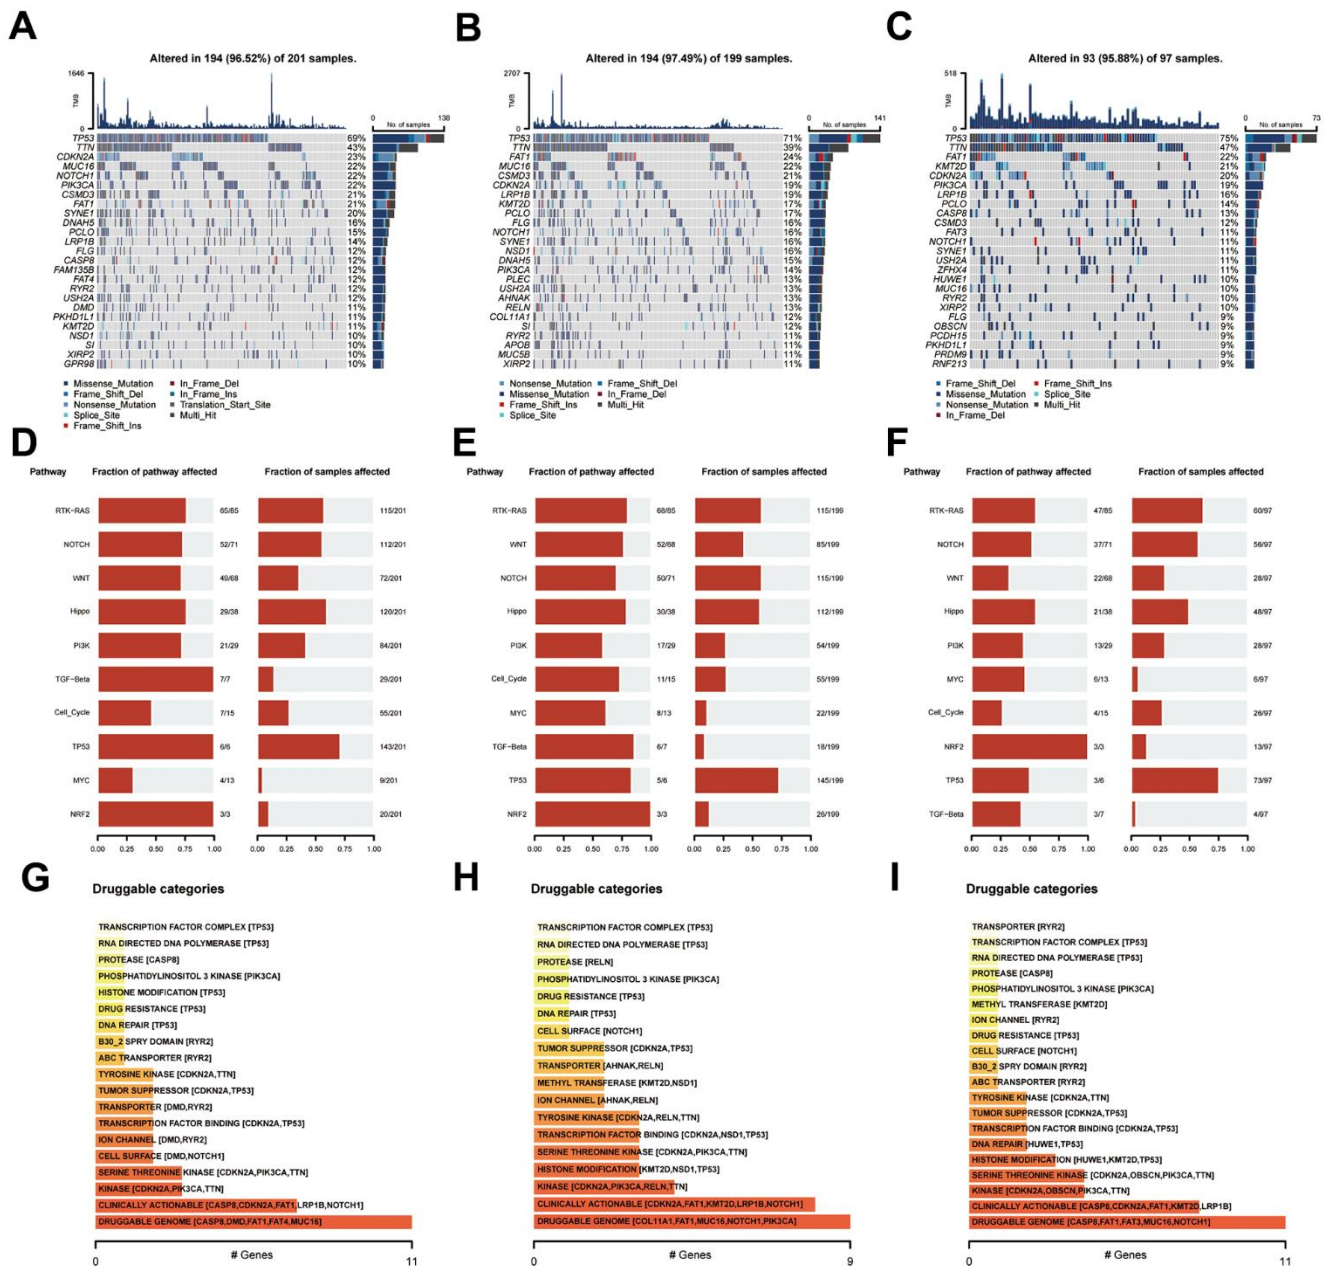 A
Altered in 194 (96.52%) of 201 samples.
1646
TMB
0
No. of samples
0 138
TP53 69%
TTN 43%
CDKN2A 23%
MUC16 22%
NOTCH1 22%
PIK3CA 22%
CSMD3 21%
FAT1 21%
SYNE1 20%
DNAH5 16%
PCLO 15%
LRP1B 14%
FLG 12%
CASP8 12%
FAM135B 12%
FAT4 12%
RYR2 12%
USH2A 12%
DMD 11%
PKHD1L1 11%
KMT2D 11%
NSD1 10%
SI 10%
XIRP2 10%
GPR98 10%
Missense_Mutation In_Frame_Del
Frame_Shift_Del In_Frame_Ins
Nonsense_Mutation Translation_Start_Site
Splice_Site Multi_Hit
Frame_Shift_Ins
B
Altered in 194 (97.49%) of 199 samples.
2707
TMB
0
No. of samples
0 141
TP53 71%
TTN 39%
FAT1 24%
MUC16 22%
CSMD3 21%
CDKN2A 19%
LRP1B 19%
KMT2D 17%
PCLO 17%
FLG 16%
NOTCH1 16%
SYNE1 16%
NSD1 16%
DNAH5 15%
PIK3CA 14%
PLEC 13%
USH2A 13%
AHNAK 13%
RELN 13%
COL11A1 12%
SI 12%
RYR2 11%
APOB 11%
MUC5B 11%
XIRP2 11%
Nonsense_Mutation Frame_Shift_Del
Missense_Mutation In_Frame_Del
Frame_Shift_Ins Multi_Hit
Splice_Site
C
Altered in 93 (95.88%) of 97 samples.
518
TMB
0
No. of samples
0 73
TP53 75%
TTN 47%
FAT1 22%
KMT2D 21%
CDKN2A 20%
PIK3CA 19%
LRP1B 16%
PCLO 14%
CASP8 13%
CSMD3 12%
FAT3 11%
NOTCH1 11%
SYNE1 11%
USH2A 11%
ZFHX4 11%
HUWE1 10%
MUC16 10%
RYR2 10%
XIRP2 10%
FLG 9%
OBSCN 9%
PCDH15 9%
PKHD1L1 9%
PRDM9 9%
RNF213 9%
Frame_Shift_Del Frame_Shift_Ins
Missense_Mutation Splice_Site
Nonsense_Mutation Multi_Hit
In_Frame_Del
D
Pathway Fraction of pathway affected Fraction of samples affected
RTK-RAS 65/85 115/201
NOTCH 52/71 112/201
WNT 49/68 72/201
Hippo 29/38 120/201
PI3K 21/29 84/201
TGF-Beta 7/7 29/201
Cell_Cycle 7/15 55/201
TP53 6/6 143/201
MYC 4/13 9/201
NRF2 3/3 20/201
0.00 0.25 0.50 0.75 1.00 0.00 0.25 0.50 0.75 1.00
E
Pathway Fraction of pathway affected Fraction of samples affected
RTK-RAS 68/85 115/199
WNT 52/68 85/199
NOTCH 50/71 115/199
Hippo 30/38 112/199
PI3K 17/29 54/199
Cell_Cycle 11/15 55/199
MYC 8/13 22/199
TGF-Beta 6/7 18/199
TP53 5/6 145/199
NRF2 3/3 26/199
0.00 0.25 0.50 0.75 1.00 0.00 0.25 0.50 0.75 1.00
F
Pathway Fraction of pathway affected Fraction of samples affected
RTK-RAS 47/85 60/97
NOTCH 37/71 56/97
WNT 22/68 28/97
Hippo 21/38 48/97
PI3K 13/29 28/97
MYC 6/13 6/97
Cell_Cycle 4/15 26/97
NRF2 3/3 13/97
TP53 3/6 73/97
TGF-Beta 3/7 4/97
0.00 0.25 0.50 0.75 1.00 0.00 0.25 0.50 0.75 1.00
G
Druggable categories
TRANSCRIPTION FACTOR COMPLEX [TP53]
RNA DIRECTED DNA POLYMERASE [TP53]
PROTEASE [CASP8]
PHOSPHATIDYLINOSITOL 3 KINASE [PIK3CA]
HISTONE MODIFICATION [TP53]
DRUG RESISTANCE [TP53]
DNA REPAIR [TP53]
B30_2 SPRY DOMAIN [RYR2]
ABC TRANSPORTER [RYR2]
TYROSINE KINASE [CDKN2A,TTN]
TUMOR SUPPRESSOR [CDKN2A,TP53]
TRANSPORTER [DMD,RYR2]
TRANSCRIPTION FACTOR BINDING [CDKN2A,TP53]
ION CHANNEL [DMD,RYR2]
CELL SURFACE [DMD,NOTCH1]
SERINE THREONINE KINASE [CDKN2A,PIK3CA,TTN]
KINASE [CDKN2A,PIK3CA,TTN]
CLINICALLY ACTIONABLE [CASP8,CDKN2A,FAT1,LRP1B,NOTCH1]
DRUGGABLE GENOME [CASP8,DMD,FAT1,FAT4,MUC16]
0 # Genes 11
H
Druggable categories
TRANSCRIPTION FACTOR COMPLEX [TP53]
RNA DIRECTED DNA POLYMERASE [TP53]
PROTEASE [RELN]
PHOSPHATIDYLINOSITOL 3 KINASE [PIK3CA]
DRUG RESISTANCE [TP53]
DNA REPAIR [TP53]
CELL SURFACE [NOTCH1]
TUMOR SUPPRESSOR [CDKN2A,TP53]
TRANSPORTER [AHNAK,RELN]
METHYL TRANSFERASE [KMT2D,NSD1]
ION CHANNEL [AHNAK,RELN]
TYROSINE KINASE [CDKN2A,RELN,TTN]
TRANSCRIPTION FACTOR BINDING [CDKN2A,NSD1,TP53]
SERINE THREONINE KINASE [CDKN2A,PIK3CA,TTN]
HISTONE MODIFICATION [KMT2D,NSD1,TP53]
KINASE [CDKN2A,PIK3CA,RELN,TTN]
CLINICALLY ACTIONABLE [CDKN2A,FAT1,KMT2D,LRP1B,NOTCH1]
DRUGGABLE GENOME [COL11A1,FAT1,MUC16,NOTCH1,PIK3CA]
0 # Genes 9
I
Druggable categories
TRANSPORTER [RYR2]
TRANSCRIPTION FACTOR COMPLEX [TP53]
RNA DIRECTED DNA POLYMERASE [TP53]
PROTEASE [CASP8]
PHOSPHATIDYLINOSITOL 3 KINASE [PIK3CA]
METHYL TRANSFERASE [KMT2D]
ION CHANNEL [RYR2]
DRUG RESISTANCE [TP53]
CELL SURFACE [NOTCH1]
B30_2 SPRY DOMAIN [RYR2]
ABC TRANSPORTER [RYR2]
TYROSINE KINASE [CDKN2A,TTN]
TUMOR SUPPRESSOR [CDKN2A,TP53]
TRANSCRIPTION FACTOR BINDING [CDKN2A,TP53]
DNA REPAIR [HUWE1,TP53]
HISTONE MODIFICATION [HUWE1,KMT2D,TP53]
SERINE THREONINE KINASE [CDKN2A,OBSCN,PIK3CA,TTN]
KINASE [CDKN2A,OBSCN,PIK3CA,TTN]
CLINICALLY ACTIONABLE [CASP8,CDKN2A,FAT1,KMT2D,LRP1B]
DRUGGABLE GENOME [CASP8,FAT1,FAT3,MUC16,NOTCH1]
0 # Genes 11